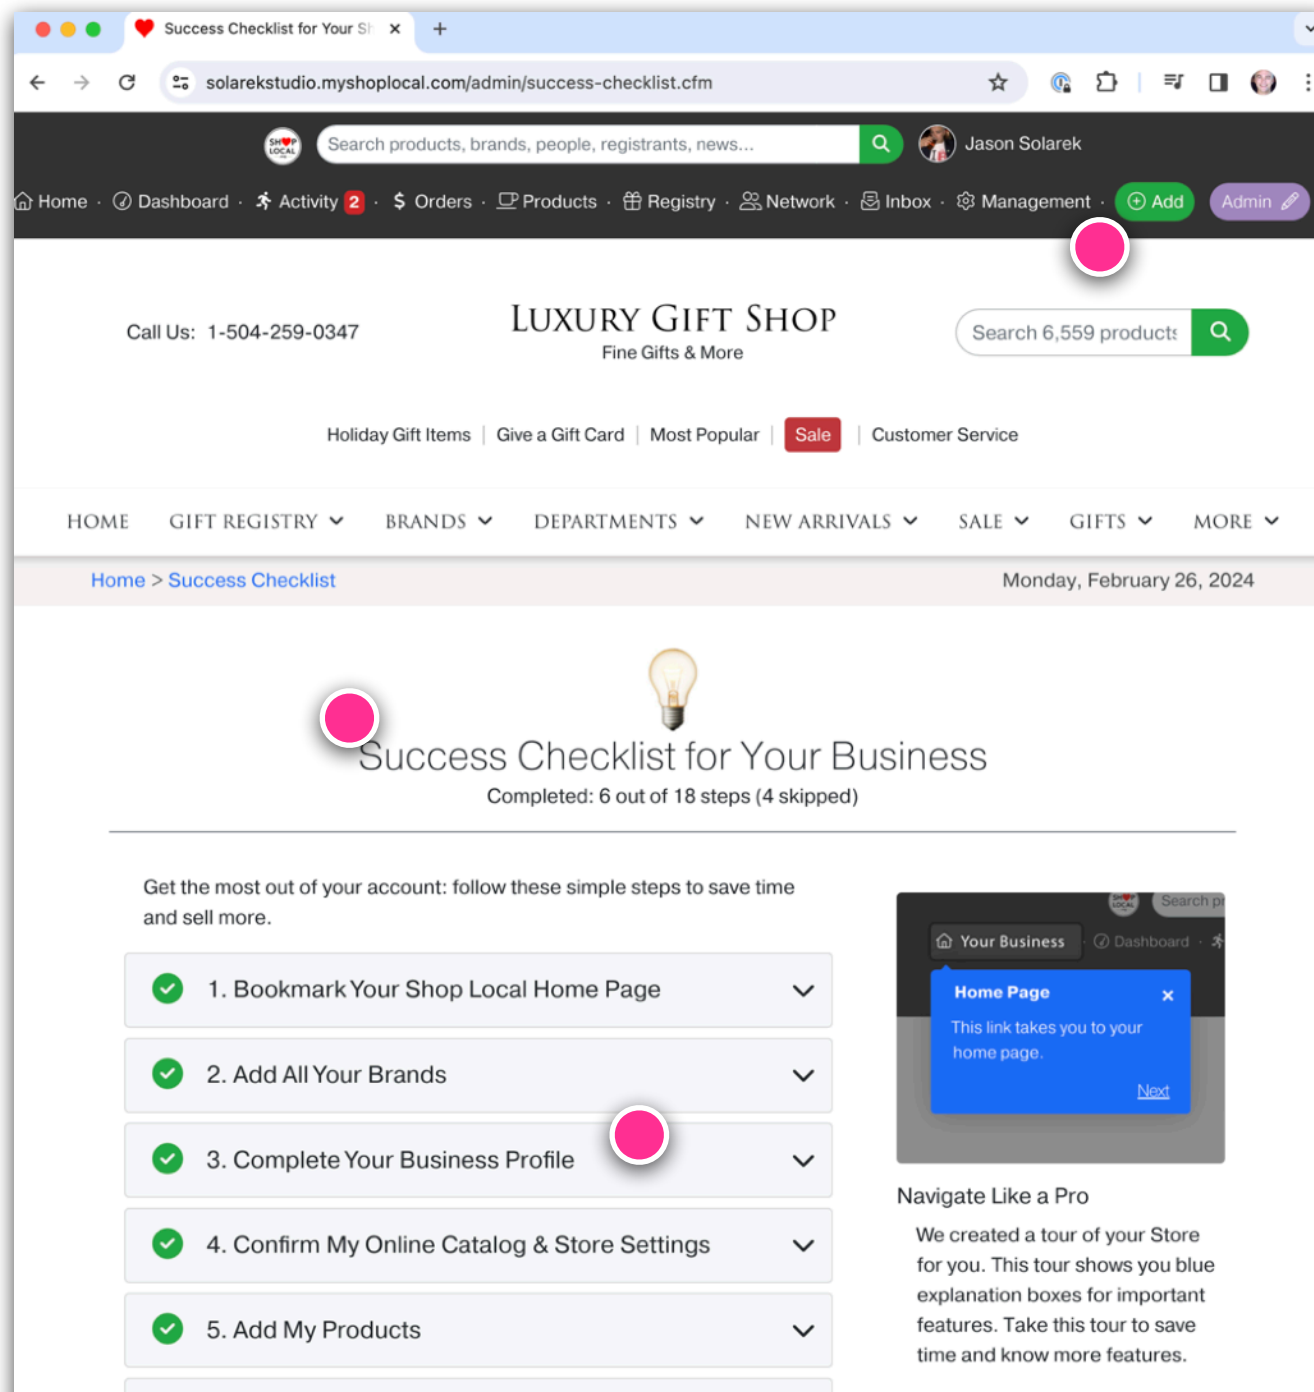 Success Checklist for Your Sh
solarekstudio.myshoplocal.com/admin/success-checklist.cfm
SHOP LOCAL
Search products, brands, people, registrants, news...
Jason Solarek
Home · Dashboard · Activity 2 · $ Orders · Products · Registry · Network · Inbox · Management · Add Admin
Call Us: 1-504-259-0347
LUXURY GIFT SHOP
Fine Gifts & More
Search 6,559 products
Holiday Gift Items | Give a Gift Card | Most Popular | Sale | Customer Service
HOME GIFT REGISTRY BRANDS DEPARTMENTS NEW ARRIVALS SALE GIFTS MORE
Home > Success Checklist Monday, February 26, 2024
Success Checklist for Your Business
Completed: 6 out of 18 steps (4 skipped)
Get the most out of your account: follow these simple steps to save time
and sell more.
1. Bookmark Your Shop Local Home Page
2. Add All Your Brands
3. Complete Your Business Profile
4. Confirm My Online Catalog & Store Settings
5. Add My Products
SHOP LOCAL Search pr
Your Business · Dashboard ·
Home Page
This link takes you to your
home page.
Next
Navigate Like a Pro
We created a tour of your Store
for you. This tour shows you blue
explanation boxes for important
features. Take this tour to save
time and know more features.